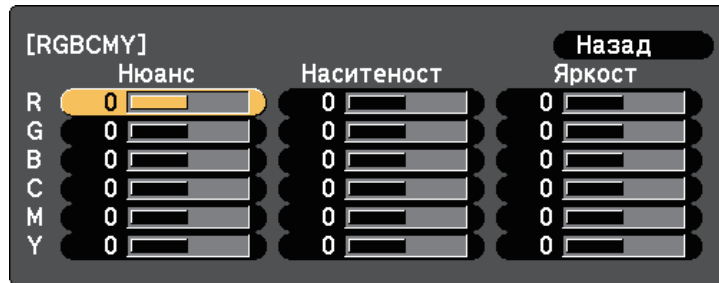 [RGBCMY] Назад
Нюанс Наситеност Яркост
R 0 0 0
G 0 0 0
B 0 0 0
C 0 0 0
M 0 0 0
Y 0 0 0